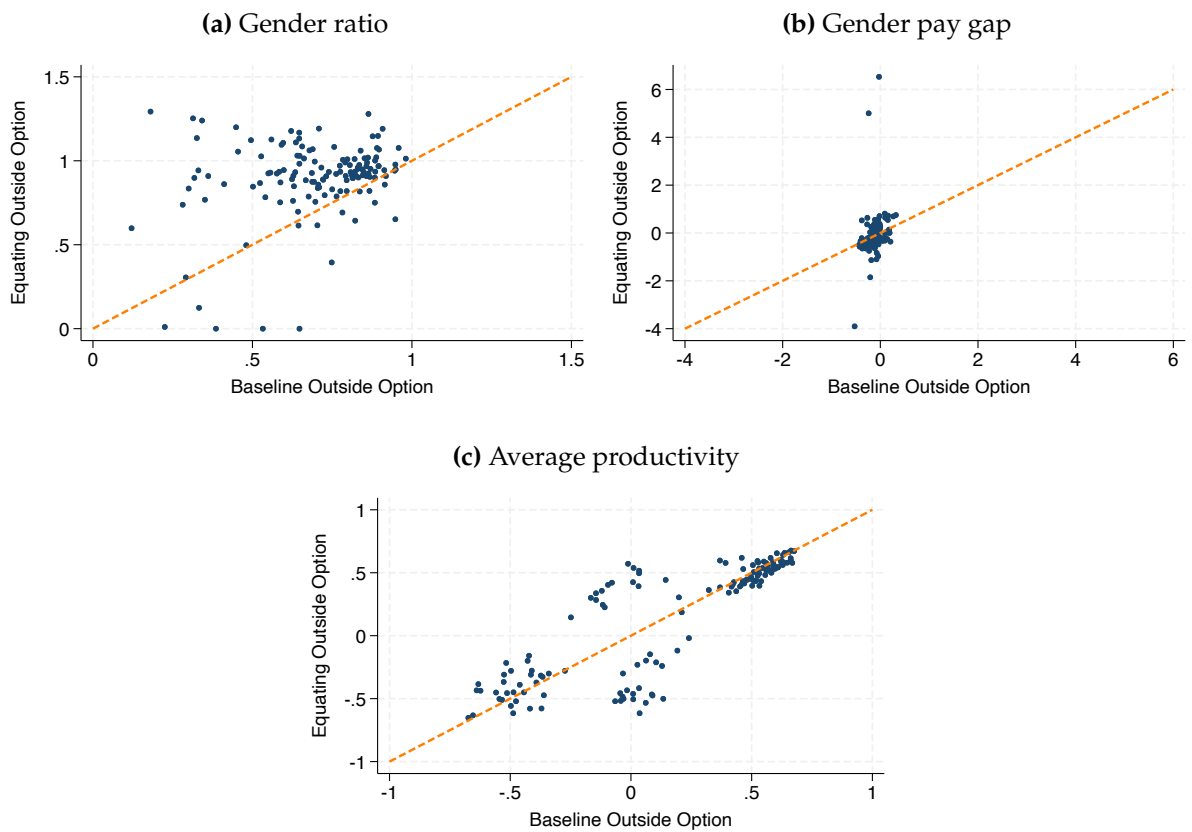 (a) Gender ratio
Equating Outside Option
1.5
1
.5
0
0 .5 1 1.5
Baseline Outside Option
(b) Gender pay gap
Equating Outside Option
6
4
2
0
-2
-4
-4 -2 0 2 4 6
Baseline Outside Option
(c) Average productivity
Equating Outside Option
1
.5
0
-.5
-1
-1 -.5 0 .5 1
Baseline Outside Option